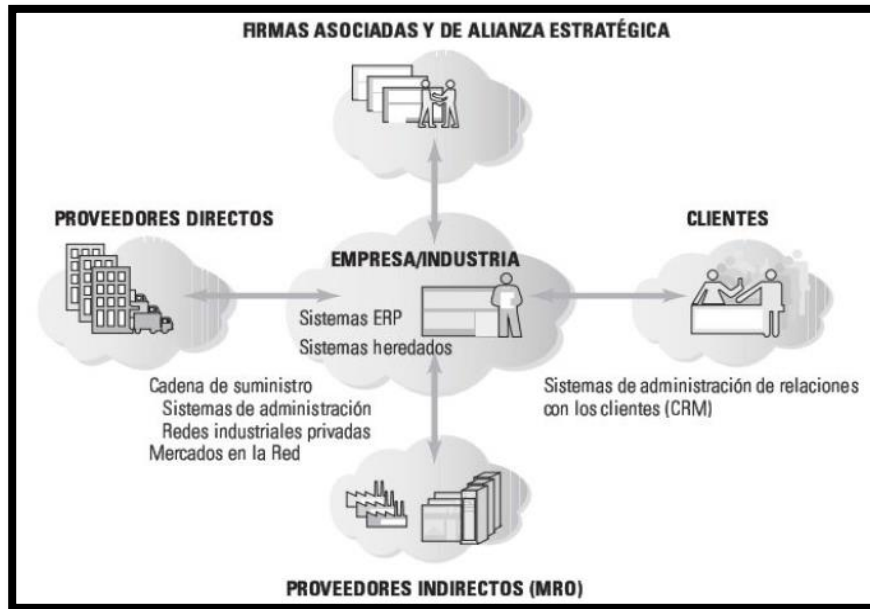 FIRMAS ASOCIADAS Y DE ALIANZA ESTRATÉGICA
PROVEEDORES DIRECTOS
CLIENTES
EMPRESA/INDUSTRIA
Sistemas ERP
Sistemas heredados
Cadena de suministro
Sistemas de administración
Redes industriales privadas
Mercados en la Red
Sistemas de administración de relaciones
con los clientes (CRM)
PROVEEDORES INDIRECTOS (MRO)